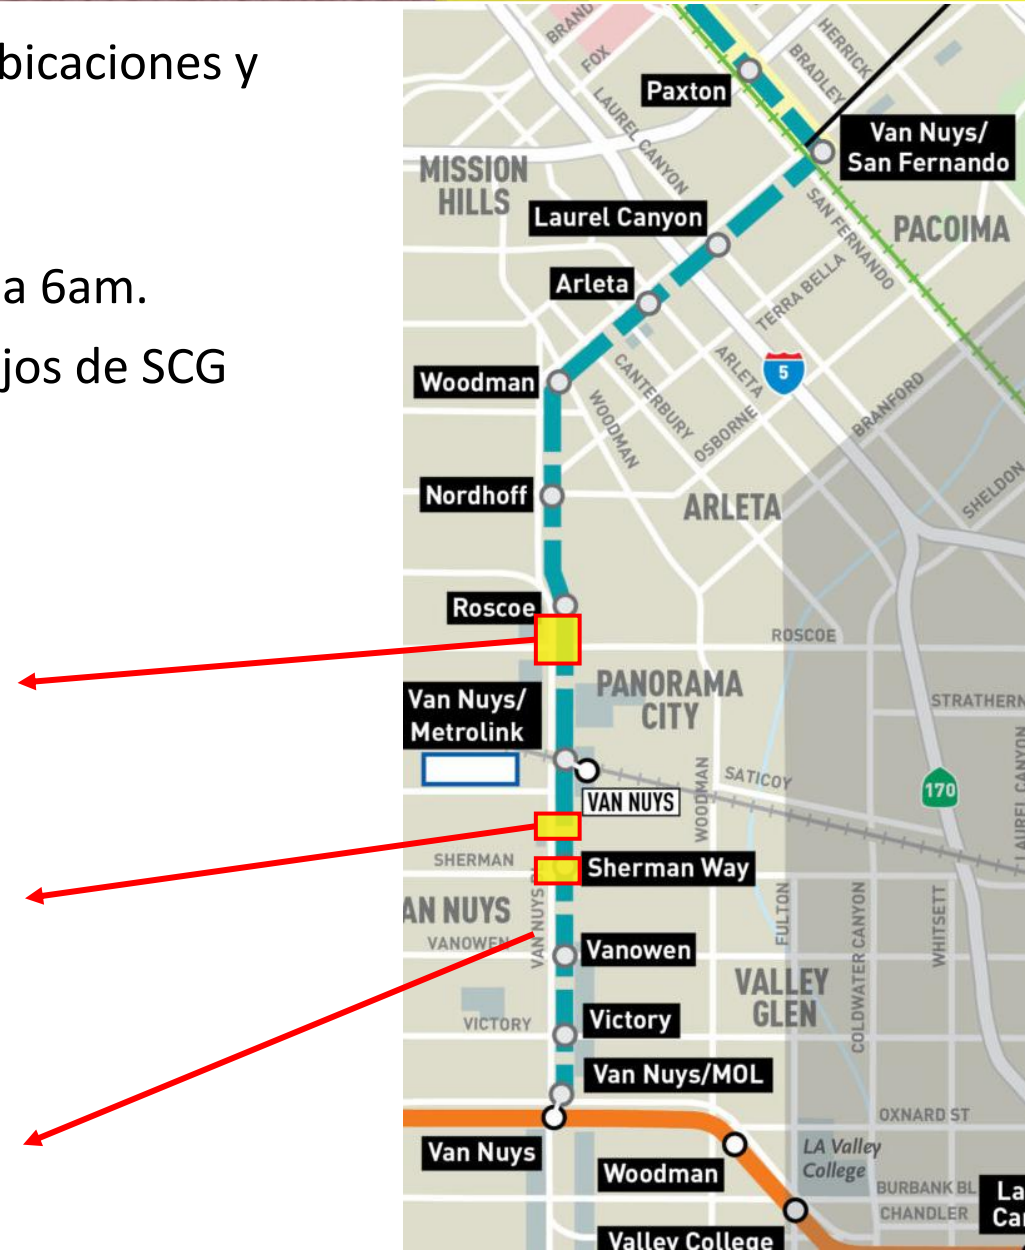 bicaciones y
a 6am.
jos de SCG
BRAND
FOX
HERRICK
BRADLEY
Paxton
LAUREL CANYON
Van Nuys/
San Fernando
MISSION
HILLS
SAN FERNANDO
PACOIMA
Laurel Canyon
Arleta
TERRA BELLA
Woodman
CANTERBURY
ARLETA
5
WOODMAN
OSBORNE
BRANFORD
Nordhoff
ARLETA
SHELDON
Roscoe
ROSCOE
PANORAMA
CITY
STRATHERN
Van Nuys/
Metrolink
LAUREL CANYON
SATICOY
WOODMAN
170
VAN NUYS
SHERMAN
Sherman Way
VAN NUYS
AN NUYS
FULTON
COLDWATER CANYON
WHITSETT
VANOWEN
Vanowen
VALLEY
GLEN
VICTORY
Victory
Van Nuys/MOL
OXNARD ST
Van Nuys
LA Valley
College
Woodman
BURBANK BL
CHANDLER
La
Ca
Valley College